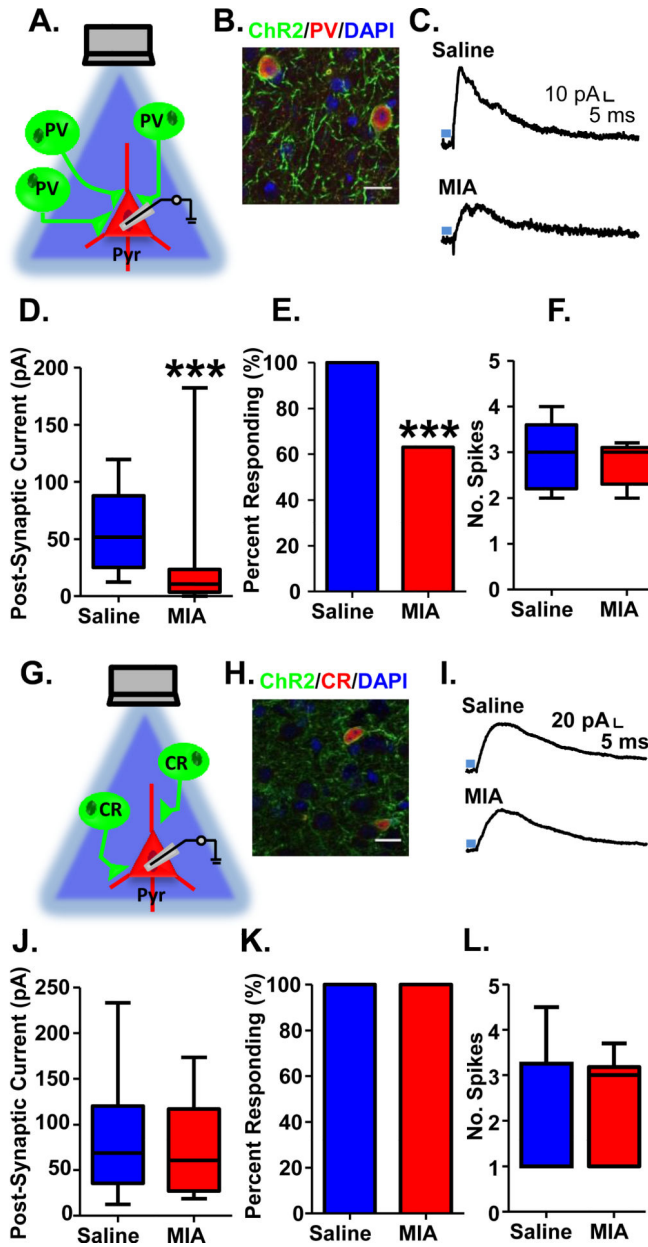 A.
PV
PV
PV
Pyr
B.
ChR2/PV/DAPI
C.
Saline
10 pA
5 ms
MIA
D.
Post-Synaptic Current (pA)
200
150
100
50
0
***
Saline MIA
E.
Percent Responding (%)
100
80
60
40
20
0
***
Saline MIA
F.
No. Spikes
5
4
3
2
1
0
Saline MIA
G.
CR
CR
Pyr
H.
ChR2/CR/DAPI
I.
Saline
20 pA
5 ms
MIA
J.
Post-Synaptic Current (pA)
250
200
150
100
50
0
Saline MIA
K.
Percent Responding (%)
100
80
60
40
20
0
Saline MIA
L.
No. Spikes
5
4
3
2
1
0
Saline MIA